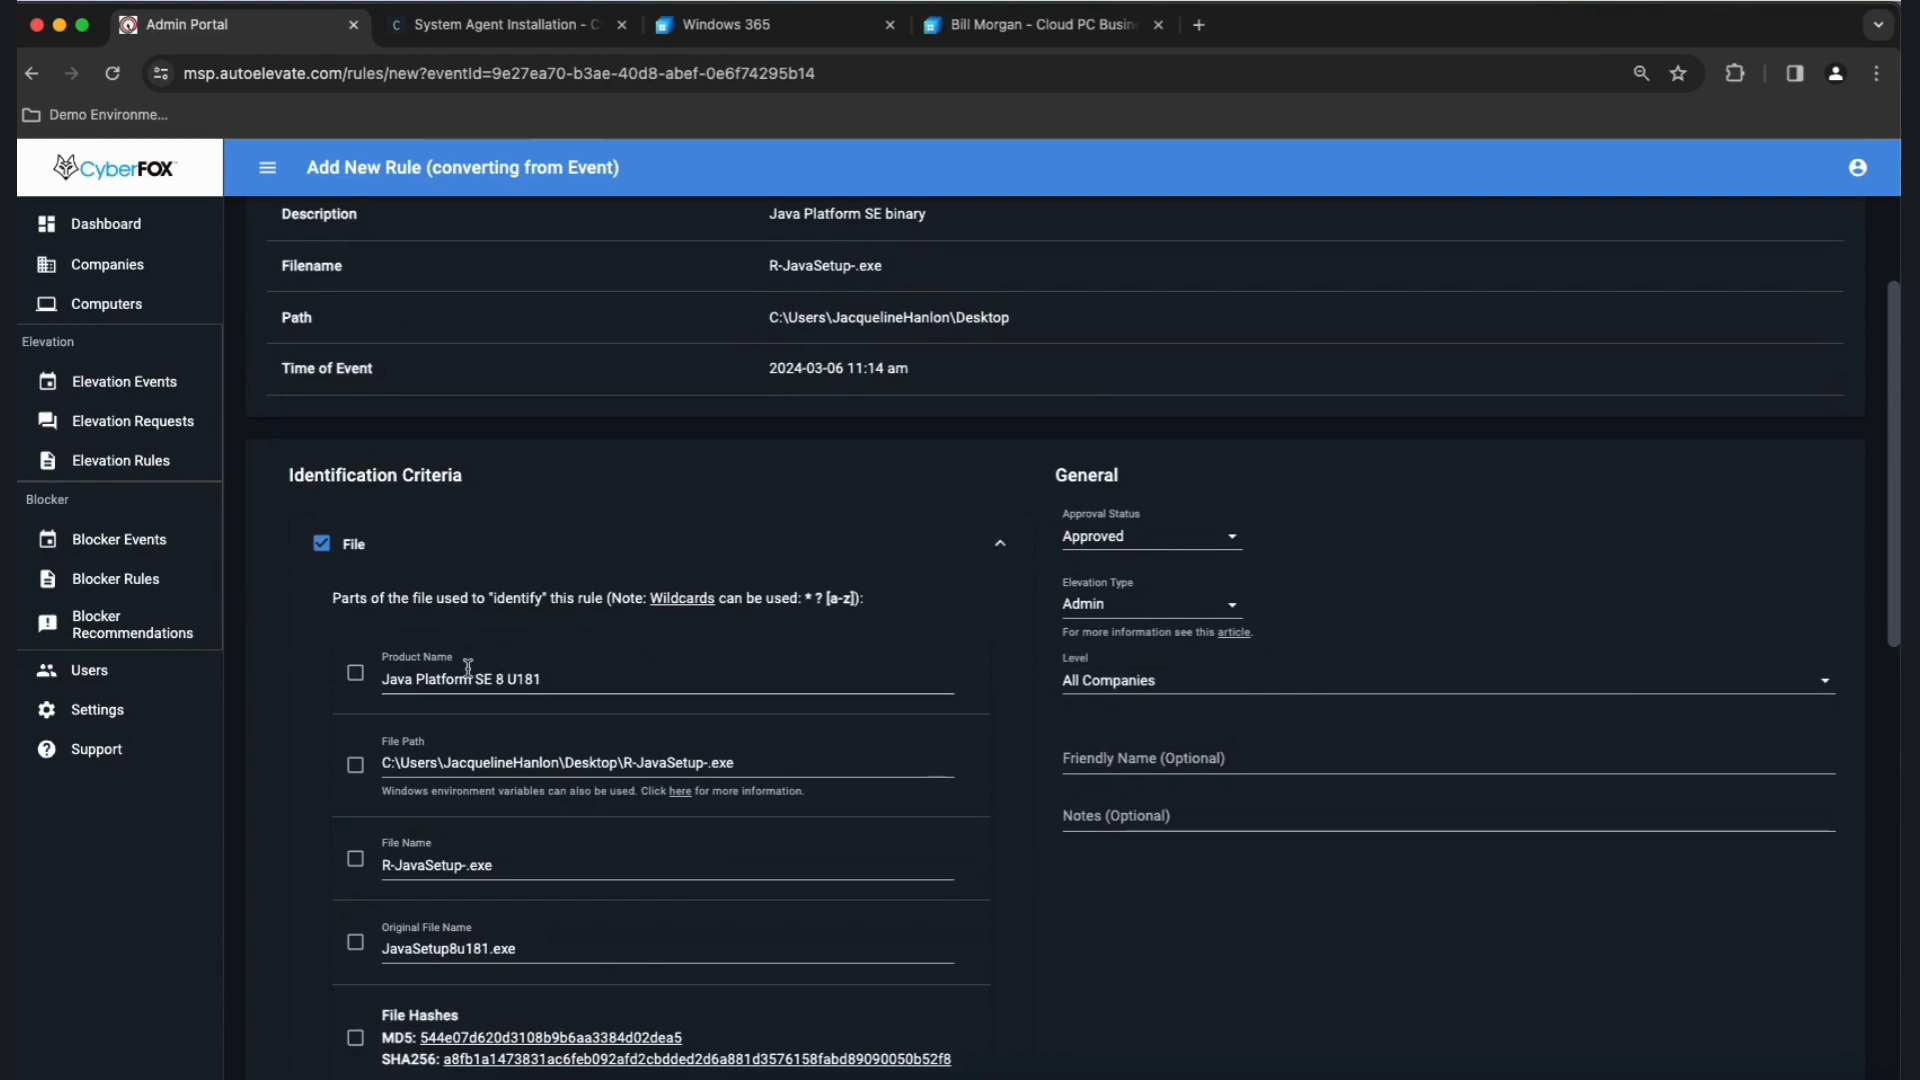 Admin Portal
System Agent Installation - C
Windows 365
Bill Morgan - Cloud PC Busin
msp.autoelevate.com/rules/new?eventId=9e27ea70-b3ae-40d8-abef-0e6f74295b14
Demo Environme...
CyberFOX
Add New Rule (converting from Event)
Dashboard
Companies
Computers
Elevation
Elevation Events
Elevation Requests
Elevation Rules
Blocker
Blocker Events
Blocker Rules
Blocker
Recommendations
Users
Settings
Support
Description
Java Platform SE binary
Filename
R-JavaSetup-.exe
Path
C:\Users\JacquelineHanlon\Desktop
Time of Event
2024-03-06 11:14 am
Identification Criteria
File
Parts of the file used to "identify" this rule (Note: Wildcards can be used: * ? [a-z]):
Product Name
Java Platform SE 8 U181
File Path
C:\Users\JacquelineHanlon\Desktop\R-JavaSetup-.exe
Windows environment variables can also be used. Click here for more information.
File Name
R-JavaSetup-.exe
Original File Name
JavaSetup8u181.exe
File Hashes
MD5: 544e07d620d3108b9b6aa3384d02dea5
SHA256: a8fb1a1473831ac6feb092afd2cbdded2d6a881d3576158fabd89090050b52f8
General
Approval Status
Approved
Elevation Type
Admin
For more information see this article.
Level
All Companies
Friendly Name (Optional)
Notes (Optional)